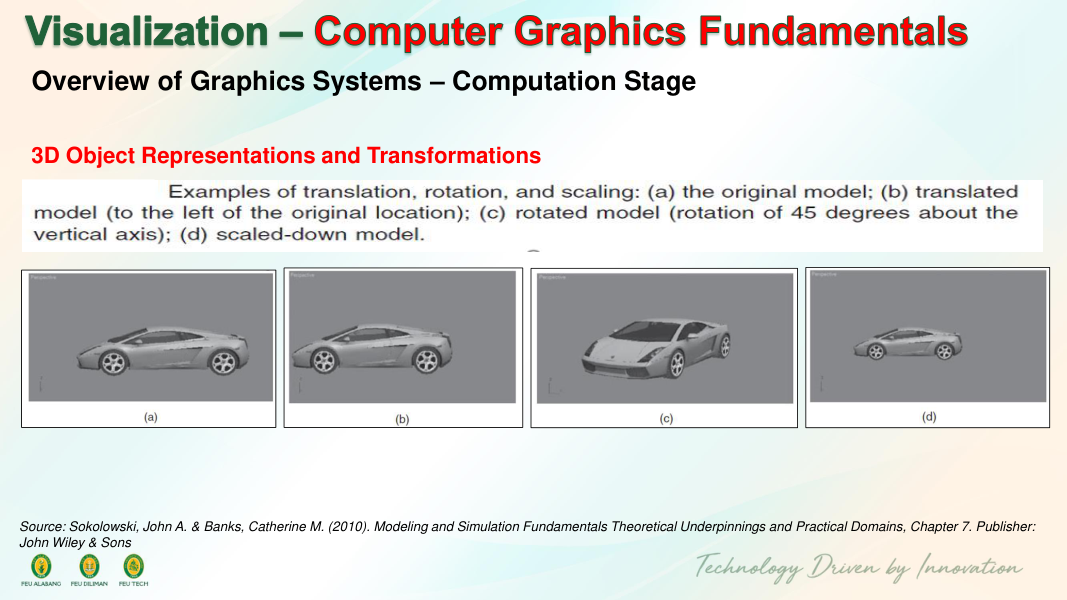 Visualization – Computer Graphics Fundamentals
Overview of Graphics Systems – Computation Stage
3D Object Representations and Transformations
Examples of translation, rotation, and scaling: (a) the original model; (b) translated
model (to the left of the original location); (c) rotated model (rotation of 45 degrees about the
vertical axis); (d) scaled-down model.
Perspective
Perspective
Perspective
Perspective
(a)
(b)
(c)
(d)
Source: Sokolowski, John A. & Banks, Catherine M. (2010). Modeling and Simulation Fundamentals Theoretical Underpinnings and Practical Domains, Chapter 7. Publisher:
John Wiley & Sons
FEU ALABANG
FEU DILIMAN
FEU TECH
Technology Driven by Innovation